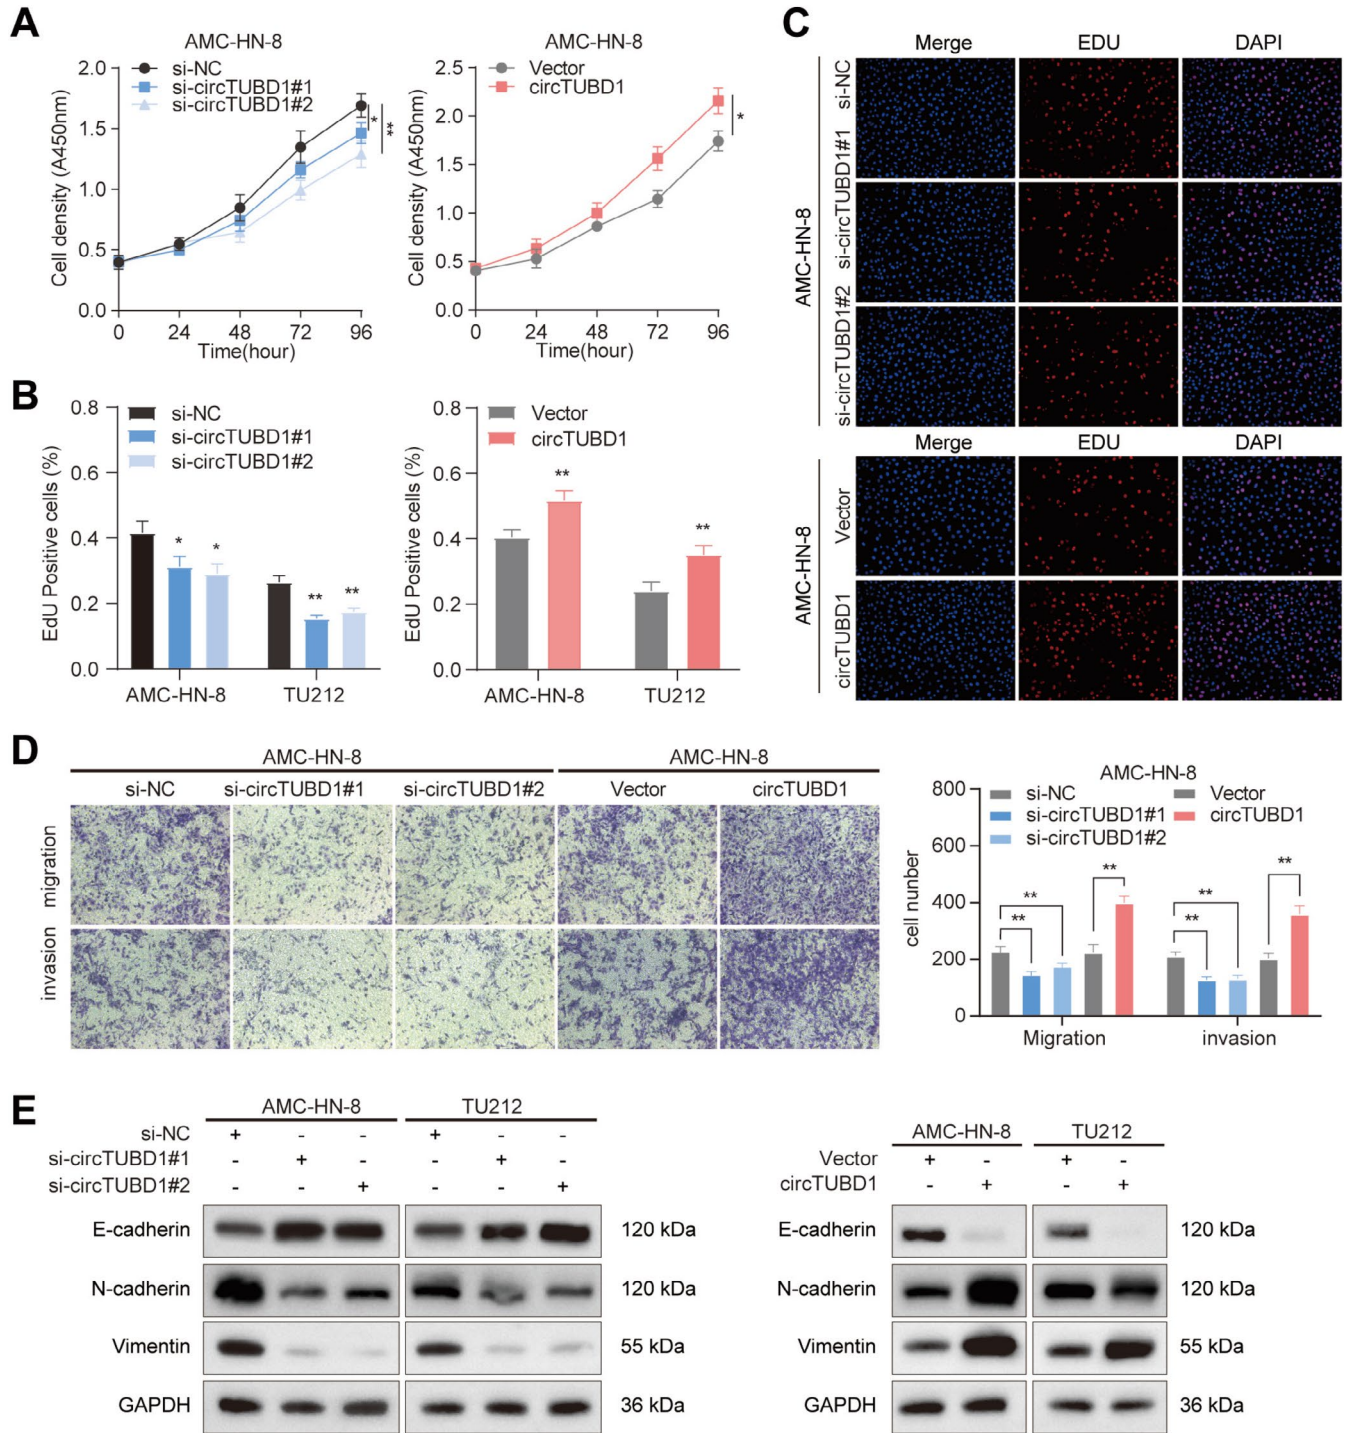 A
AMC-HN-8
si-NC
si-circTUBD1#1
si-circTUBD1#2
Cell density (A450nm)
2.0
1.5
1.0
0.5
0.0
*
**
0 24 48 72 96
Time(hour)
AMC-HN-8
Vector
circTUBD1
Cell density (A450nm)
2.5
2.0
1.5
1.0
0.5
0.0
*
0 24 48 72 96
Time(hour)
B
si-NC
si-circTUBD1#1
si-circTUBD1#2
EdU Positive cells (%)
0.8
0.6
0.4
0.2
0.0
* * ** **
AMC-HN-8 TU212
Vector
circTUBD1
EdU Positive cells (%)
0.8
0.6
0.4
0.2
0.0
** **
AMC-HN-8 TU212
C
Merge EDU DAPI
AMC-HN-8
si-NC
si-circTUBD1#1
si-circTUBD1#2
Merge EDU DAPI
AMC-HN-8
Vector
circTUBD1
D
AMC-HN-8 AMC-HN-8
si-NC si-circTUBD1#1 si-circTUBD1#2 Vector circTUBD1
migration
invasion
AMC-HN-8
si-NC Vector
si-circTUBD1#1 circTUBD1
si-circTUBD1#2
cell nunber
800
600
400
200
0
** ** ** ** ** **
Migration invasion
E
AMC-HN-8 TU212
si-NC + - - + - -
si-circTUBD1#1 - + - - + -
si-circTUBD1#2 - - + - - +
E-cadherin 120 kDa
N-cadherin 120 kDa
Vimentin 55 kDa
GAPDH 36 kDa
AMC-HN-8 TU212
Vector + - + -
circTUBD1 - + - +
E-cadherin 120 kDa
N-cadherin 120 kDa
Vimentin 55 kDa
GAPDH 36 kDa